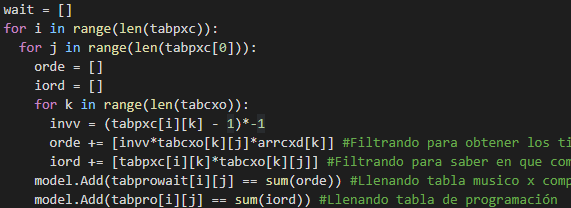 wait = []
for i in range(len(tabpxc)):
  for j in range(len(tabpxc[0])):
    orde = []
    iord = []
    for k in range(len(tabcxo)):
      invv = (tabpxc[i][k] - 1)*-1
      orde += [invv*tabcxo[k][j]*arrcxd[k]] #Filtrando para obtener los ti
      iord += [tabpxc[i][k]*tabcxo[k][j]] #Filtrando para saber en que com
    model.Add(tabprowait[i][j] == sum(orde)) #Llenando tabla musico x comp
    model.Add(tabpro[i][j] == sum(iord)) #Llenando tabla de programación